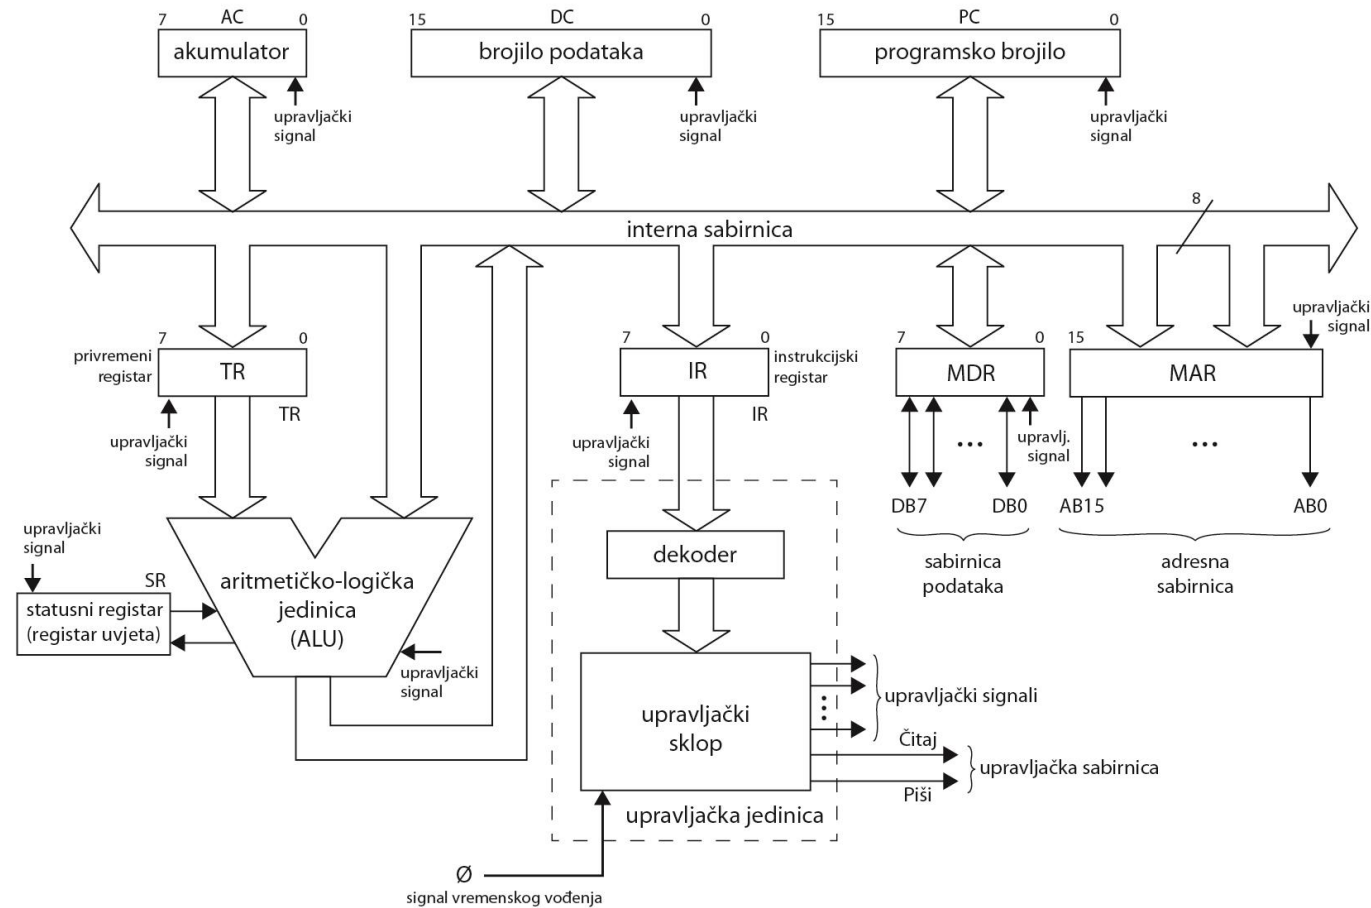 7 AC 0
akumulator
upravljački
signal
15 DC 0
brojilo podataka
upravljački
signal
15 PC 0
programsko brojilo
upravljački
signal
8
interna sabirnica
privremeni
registar
7 0
TR
TR
upravljački
signal
7 0
IR
instrukcijski
registar
IR
upravljački
signal
7 0
MDR
upravlj.
signal
...
DB7 DB0
sabirnica
podataka
upravljački
signal
15
MAR
...
AB15 AB0
adresna
sabirnica
upravljački
signal
SR
statusni registar
(registar uvjeta)
aritmetičko-logička
jedinica
(ALU)
upravljački
signal
dekoder
upravljački
sklop
upravljački signali
Čitaj
Piši
upravljačka sabirnica
upravljačka jedinica
Ø
signal vremenskog vođenja